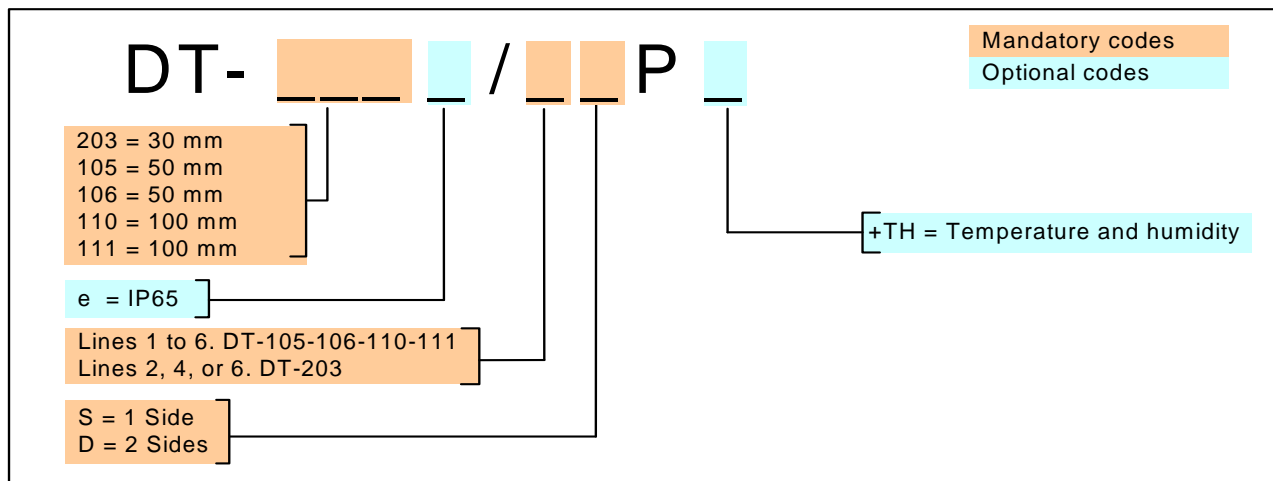 DT- ___ _ / _ _ P _
Mandatory codes
Optional codes
203 = 30 mm
105 = 50 mm
106 = 50 mm
110 = 100 mm
111 = 100 mm
+TH = Temperature and humidity
e = IP65
Lines 1 to 6. DT-105-106-110-111
Lines 2, 4, or 6. DT-203
S = 1 Side
D = 2 Sides